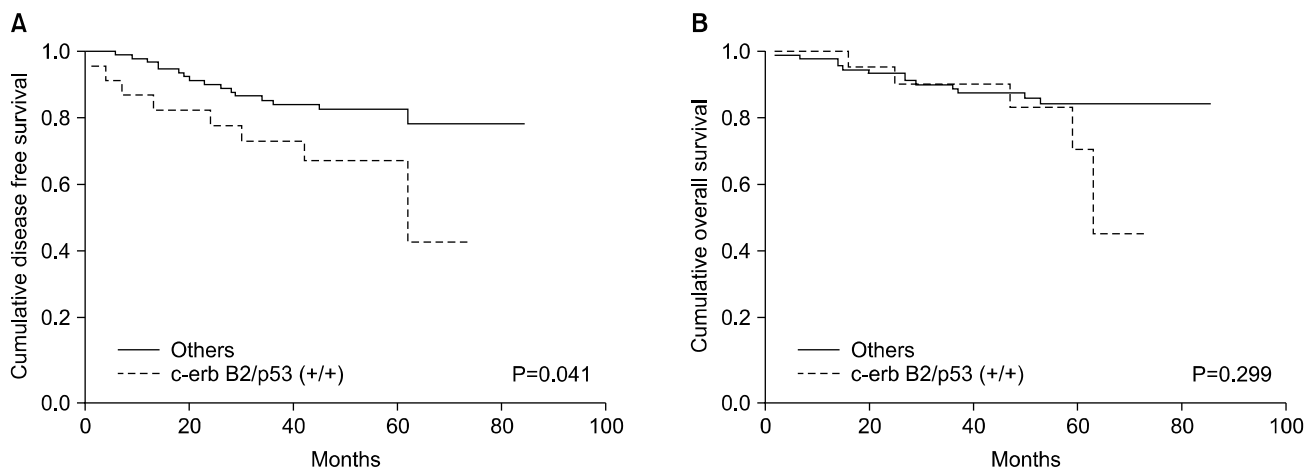 A
Cumulative disease free survival
1.0
0.8
0.6
0.4
0.2
0.0
Others
c-erb B2/p53 (+/+)
P=0.041
0 20 40 60 80 100
Months
B
Cumulative overall survival
1.0
0.8
0.6
0.4
0.2
0.0
Others
c-erb B2/p53 (+/+)
P=0.299
0 20 40 60 80 100
Months